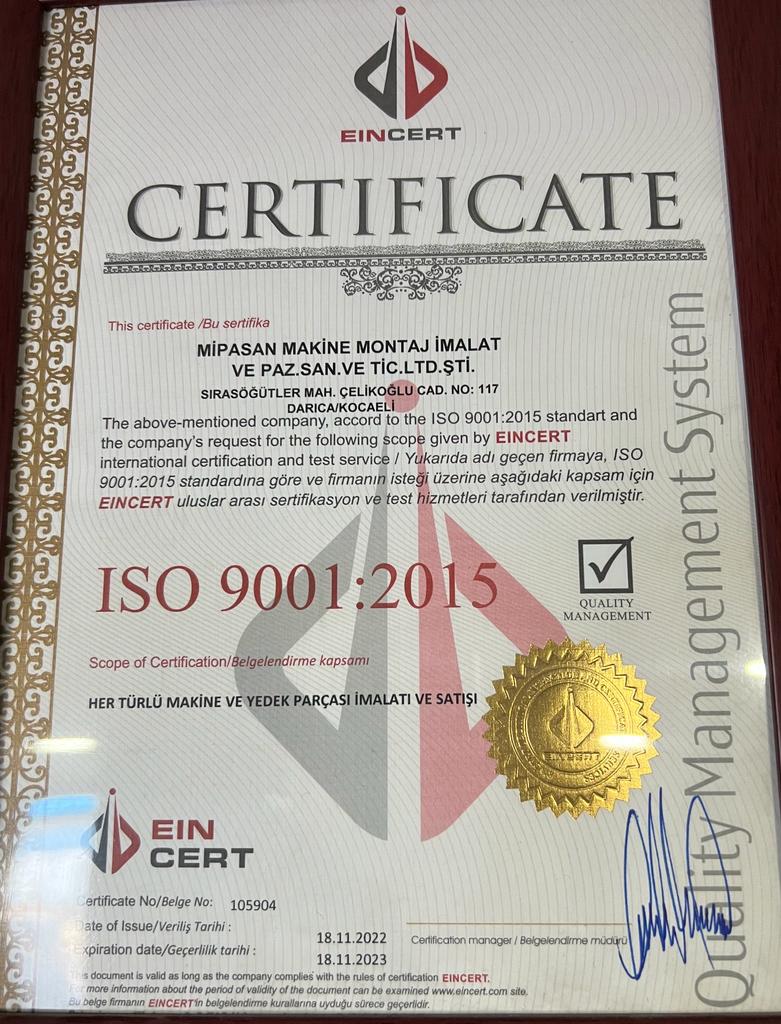 EINCERT
CERTIFICATE
This certificate /Bu sertifika
MİPASAN MAKİNE MONTAJ İMALAT
VE PAZ.SAN.VE TİC.LTD.ŞTİ.
SIRASÖĞÜTLER MAH. ÇELİKOĞLU CAD. NO: 117
DARICA/KOCAELİ
The above-mentioned company, accord to the ISO 9001:2015 standart and
the company's request for the following scope given by EINCERT
international certification and test service / Yukarıda adı geçen firmaya, ISO
9001:2015 standardına göre ve firmanın isteği üzerine aşağıdaki kapsam için
EINCERT uluslar arası sertifikasyon ve test hizmetleri tarafından verilmiştir.
ISO 9001:2015
QUALITY
MANAGEMENT
Scope of Certification/Belgelendirme kapsamı
HER TÜRLÜ MAKİNE VE YEDEK PARÇASI İMALATI VE SATIŞI
EINCERT
EIN
CERT
Certificate No/Belge No: 105904
Date of Issue/Veriliş Tarihi : 18.11.2022
Expiration date/Geçerlilik tarihi : 18.11.2023
Certification manager / Belgelendirme müdürü
This document is valid as long as the company complies with the rules of certification EINCERT.
For more information about the period of validity of the document can be examined www.eincert.com site.
Bu belge firmanın EINCERT'in belgelendirme kurallarına uyduğu sürece geçerlidir.
Quality Management System